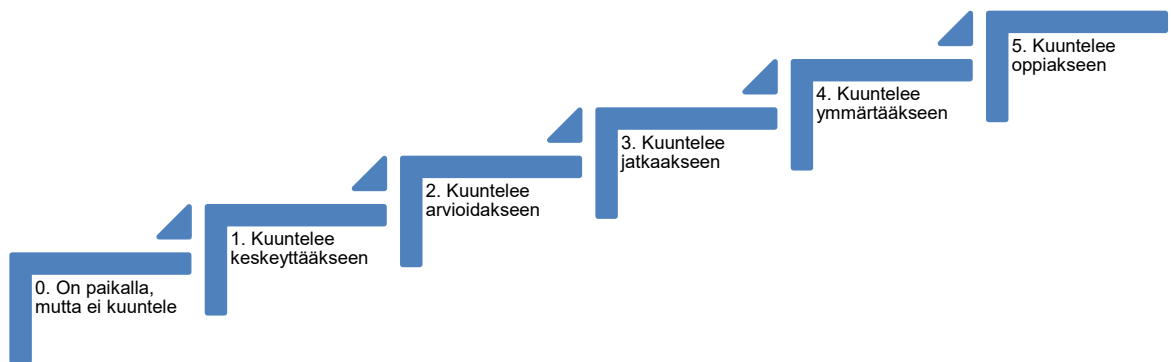 0. On paikalla,
mutta ei kuuntele
1. Kuuntelee
keskeyttääkseen
2. Kuuntelee
arvioidakseen
3. Kuuntelee
jatkaakseen
4. Kuuntelee
ymmärtääkseen
5. Kuuntelee
oppiakseen